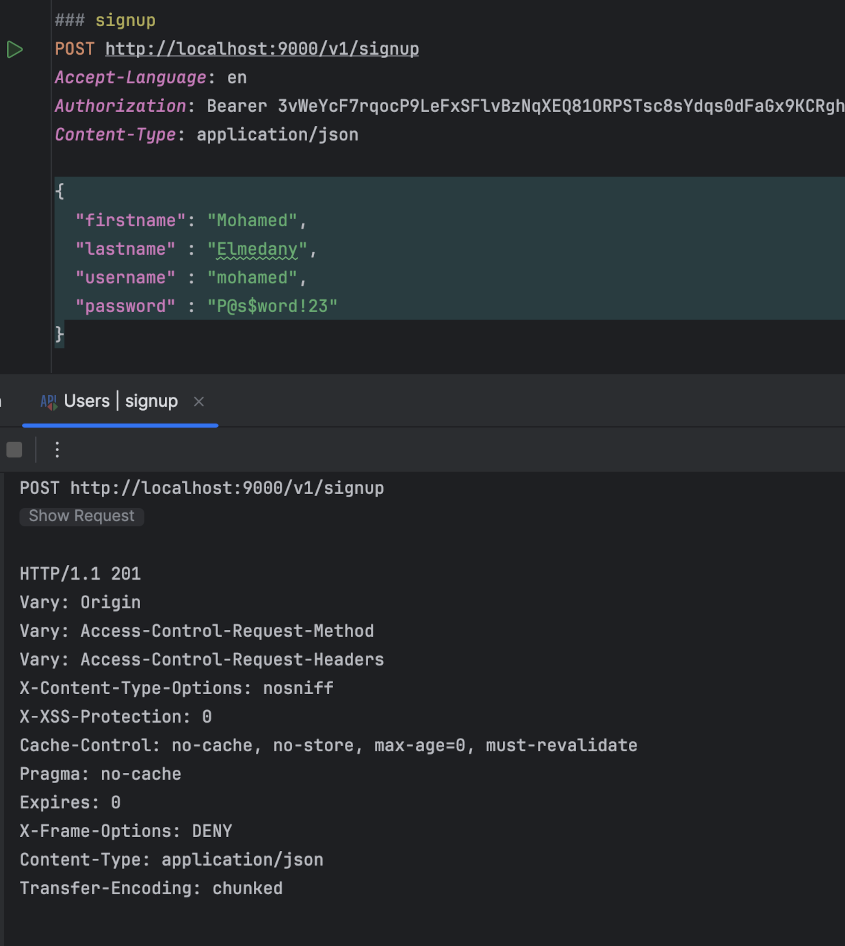 ### signup
POST http://localhost:9000/v1/signup
Accept-Language: en
Authorization: Bearer 3vWeYcF7rqocP9LeFxSFlvBzNqXEQ81ORPSTsc8sYdqs0dFaGx9KCRgh
Content-Type: application/json
{
"firstname": "Mohamed",
"lastname" : "Elmedany",
"username" : "mohamed",
"password" : "P@s$word!23"
}
API Users | signup ×
POST http://localhost:9000/v1/signup
Show Request
HTTP/1.1 201
Vary: Origin
Vary: Access-Control-Request-Method
Vary: Access-Control-Request-Headers
X-Content-Type-Options: nosniff
X-XSS-Protection: 0
Cache-Control: no-cache, no-store, max-age=0, must-revalidate
Pragma: no-cache
Expires: 0
X-Frame-Options: DENY
Content-Type: application/json
Transfer-Encoding: chunked